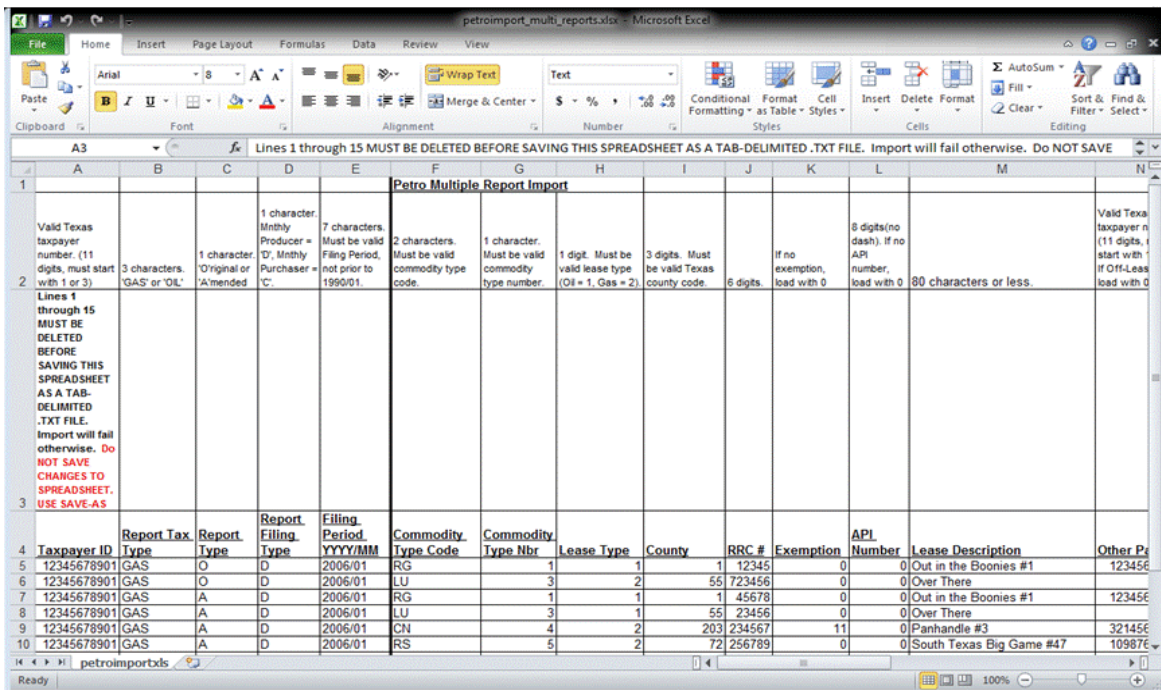 petroimport_multi_reports.xlsx - Microsoft Excel
File Home Insert Page Layout Formulas Data Review View
Paste
Arial 8
Wrap Text
Text
Merge & Center
B I U
$ % ,
Conditional Formatting
Format as Table
Cell Styles
Insert Delete Format
Σ AutoSum
Fill
Clear
Sort & Filter
Find & Select
Clipboard Font Alignment Number Styles Cells Editing
A3 fx Lines 1 through 15 MUST BE DELETED BEFORE SAVING THIS SPREADSHEET AS A TAB-DELIMITED .TXT FILE. Import will fail otherwise. Do NOT SAVE
A B C D E F G H I J K L M N
1 Petro Multiple Report Import
2
Valid Texas
taxpayer
number. (11
digits, must start
with 1 or 3)
3 characters.
'GAS' or 'OIL'
1 character.
'O'riginal or
'A'mended
1 character.
Mnthly
Producer =
'D', Mnthly
Purchaser =
'C'.
7 characters.
Must be valid
Filing Period,
not prior to
1990/01.
2 characters.
Must be valid
commodity type
code.
1 character.
Must be valid
commodity
type number.
1 digit. Must be
valid lease type
(Oil = 1, Gas = 2).
3 digits. Must
be valid Texas
county code.
6 digits.
If no
exemption,
load with 0
8 digits(no
dash). If no
API
number,
load with 0
80 characters or less.
Valid Texa
taxpayer n
(11 digits,
start with
If Off-Leas
load with 0
3
Lines 1
through 15
MUST BE
DELETED
BEFORE
SAVING THIS
SPREADSHEET
AS A TAB-
DELIMITED
.TXT FILE.
Import will fail
otherwise. Do
NOT SAVE
CHANGES TO
SPREADSHEET.
USE SAVE-AS
4 Taxpayer ID
Report Tax
Type
Report
Type
Report
Filing
Type
Filing
Period
YYYY/MM
Commodity
Type Code
Commodity
Type Nbr
Lease Type
County
RRC #
Exemption
API
Number
Lease Description
Other Pa
5 12345678901 GAS O D 2006/01 RG 1 1 1 12345 0 0 Out in the Boonies #1 123456
6 12345678901 GAS O D 2006/01 LU 3 2 55 723456 0 0 Over There
7 12345678901 GAS A D 2006/01 RG 1 1 1 45678 0 0 Out in the Boonies #1 123456
8 12345678901 GAS A D 2006/01 LU 3 1 55 23456 0 0 Over There
9 12345678901 GAS A D 2006/01 CN 4 2 203 234567 11 0 Panhandle #3 321456
10 12345678901 GAS A D 2006/01 RS 5 2 72 256789 0 0 South Texas Big Game #47 109876
petroimportxls
Ready 100%